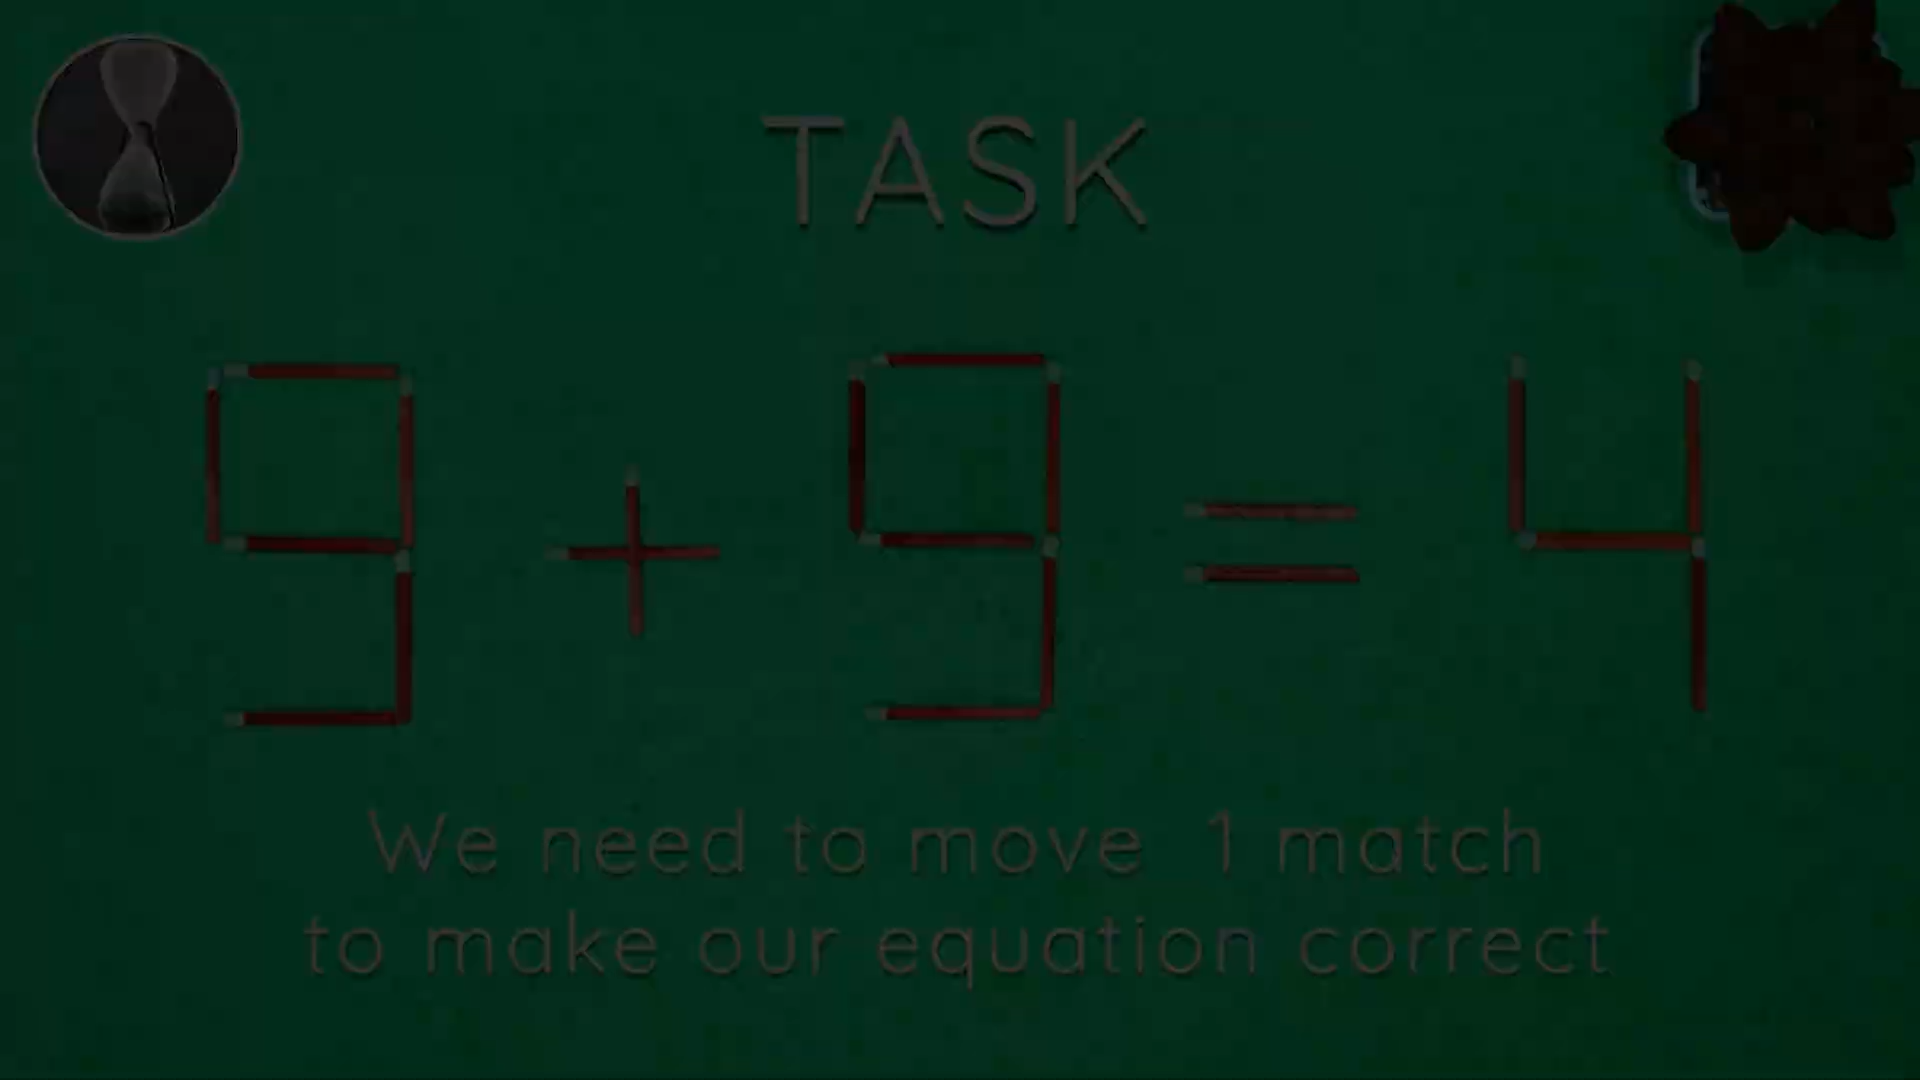 TASK
9 + 9 = 4
We need to move 1 match
to make our equation correct